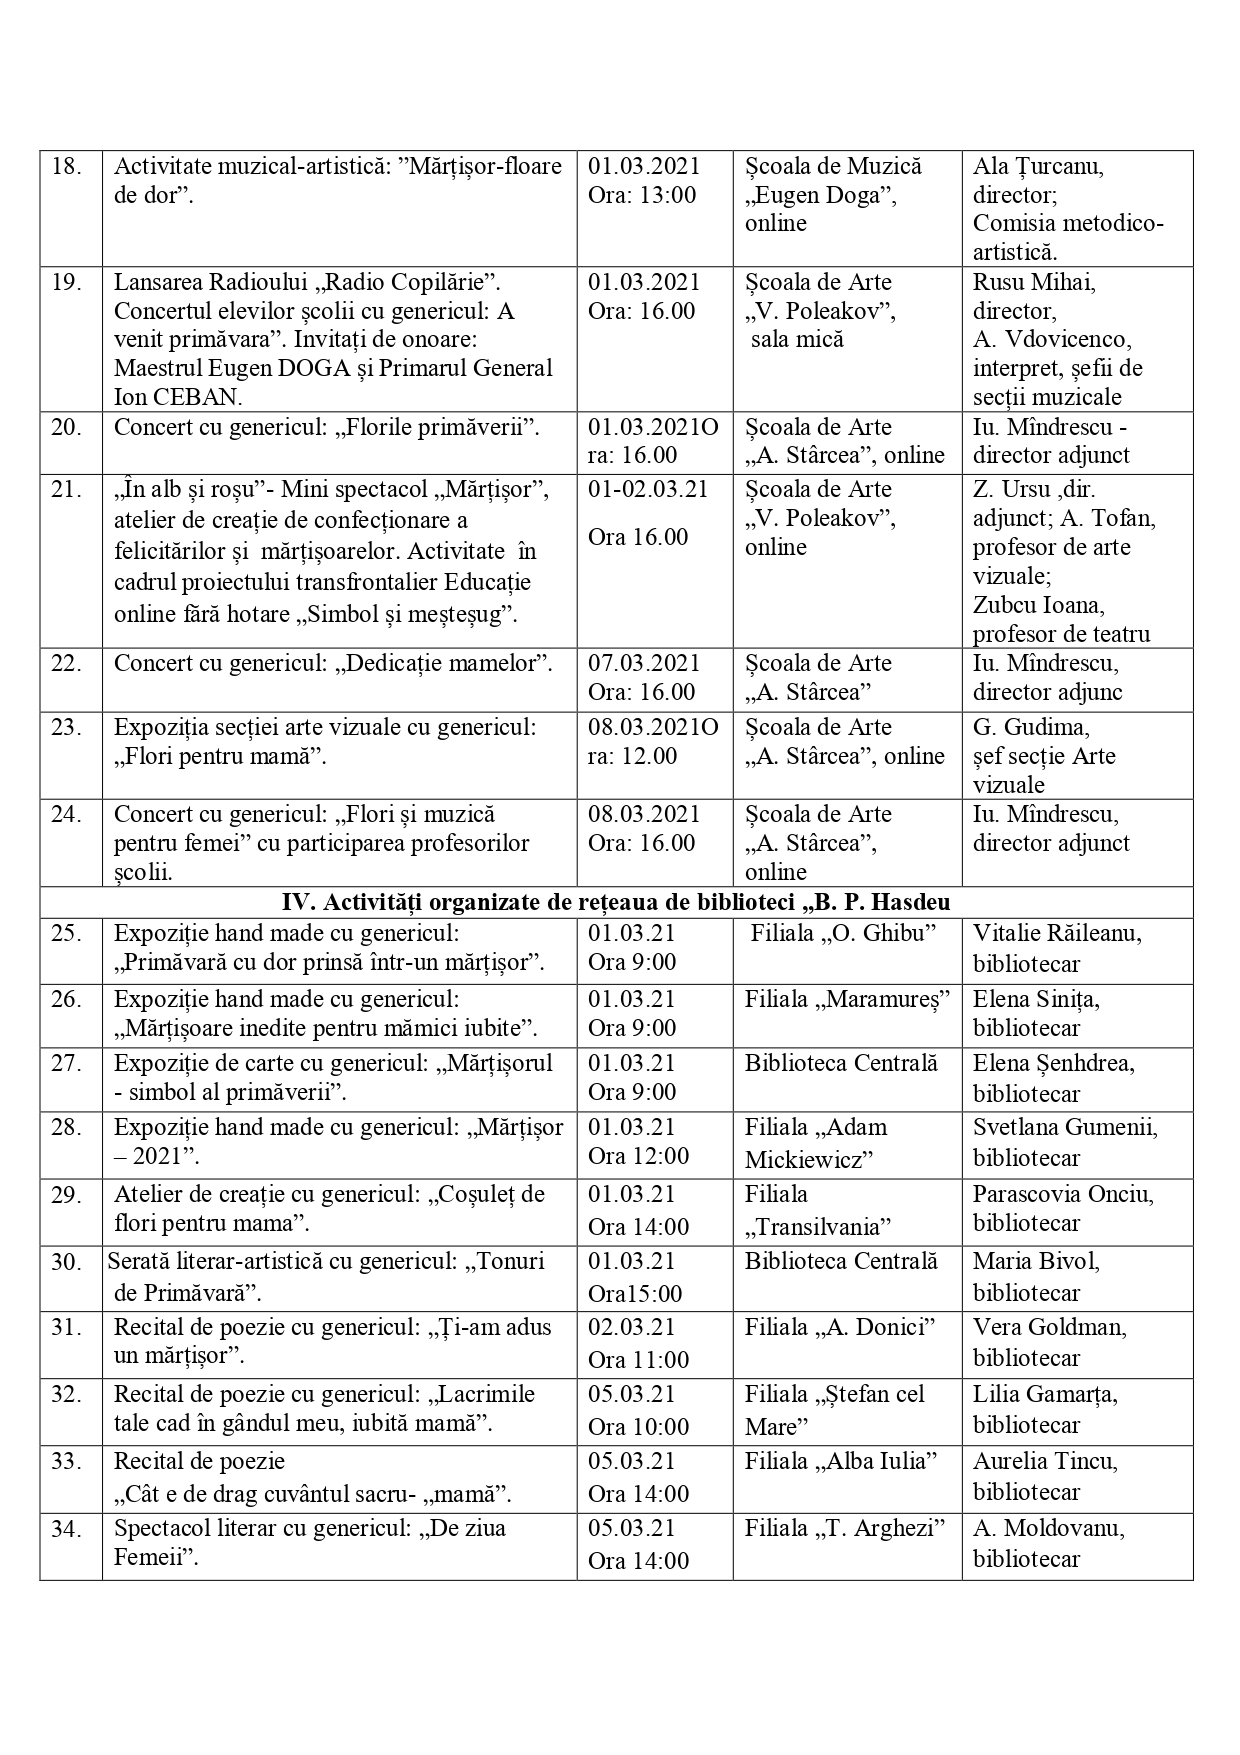 18.
Activitate muzical-artistică: ”Mărțișor-floare
de dor”.
01.03.2021
Ora: 13:00
Școala de Muzică
„Eugen Doga”,
online
Ala Țurcanu,
director;
Comisia metodico-
artistică.
19.
Lansarea Radioului „Radio Copilărie”.
Concertul elevilor școlii cu genericul: A
venit primăvara”. Invitați de onoare:
Maestrul Eugen DOGA și Primarul General
Ion CEBAN.
01.03.2021
Ora: 16.00
Școala de Arte
„V. Poleakov”,
sala mică
Rusu Mihai,
director,
A. Vdovicenco,
interpret, șefii de
secții muzicale
20.
Concert cu genericul: „Florile primăverii”.
01.03.2021O
ra: 16.00
Școala de Arte
„A. Stârcea”, online
Iu. Mîndrescu -
director adjunct
21.
„În alb și roșu”- Mini spectacol „Mărțișor”,
atelier de creație de confecționare a
felicitărilor și mărțișoarelor. Activitate în
cadrul proiectului transfrontalier Educație
online fără hotare „Simbol și meșteșug”.
01-02.03.21
Ora 16.00
Școala de Arte
„V. Poleakov”,
online
Z. Ursu ,dir.
adjunct; A. Tofan,
profesor de arte
vizuale;
Zubcu Ioana,
profesor de teatru
22.
Concert cu genericul: „Dedicație mamelor”.
07.03.2021
Ora: 16.00
Școala de Arte
„A. Stârcea”
Iu. Mîndrescu,
director adjunc
23.
Expoziția secției arte vizuale cu genericul:
„Flori pentru mamă”.
08.03.2021O
ra: 12.00
Școala de Arte
„A. Stârcea”, online
G. Gudima,
șef secție Arte
vizuale
24.
Concert cu genericul: „Flori și muzică
pentru femei” cu participarea profesorilor
școlii.
08.03.2021
Ora: 16.00
Școala de Arte
„A. Stârcea”,
online
Iu. Mîndrescu,
director adjunct
IV. Activități organizate de rețeaua de biblioteci „B. P. Hasdeu
25.
Expoziție hand made cu genericul:
„Primăvară cu dor prinsă într-un mărțișor”.
01.03.21
Ora 9:00
Filiala „O. Ghibu”
Vitalie Răileanu,
bibliotecar
26.
Expoziție hand made cu genericul:
„Mărțișoare inedite pentru mămici iubite”.
01.03.21
Ora 9:00
Filiala „Maramureș”
Elena Sinița,
bibliotecar
27.
Expoziție de carte cu genericul: „Mărțișorul
- simbol al primăverii”.
01.03.21
Ora 9:00
Biblioteca Centrală
Elena Șenhdrea,
bibliotecar
28.
Expoziție hand made cu genericul: „Mărțișor
– 2021”.
01.03.21
Ora 12:00
Filiala „Adam
Mickiewicz”
Svetlana Gumenii,
bibliotecar
29.
Atelier de creație cu genericul: „Coșuleț de
flori pentru mama”.
01.03.21
Ora 14:00
Filiala
„Transilvania”
Parascovia Onciu,
bibliotecar
30.
Serată literar-artistică cu genericul: „Tonuri
de Primăvară”.
01.03.21
Ora15:00
Biblioteca Centrală
Maria Bivol,
bibliotecar
31.
Recital de poezie cu genericul: „Ți-am adus
un mărțișor”.
02.03.21
Ora 11:00
Filiala „A. Donici”
Vera Goldman,
bibliotecar
32.
Recital de poezie cu genericul: „Lacrimile
tale cad în gândul meu, iubită mamă”.
05.03.21
Ora 10:00
Filiala „Ștefan cel
Mare”
Lilia Gamarța,
bibliotecar
33.
Recital de poezie
„Cât e de drag cuvântul sacru- „mamă”.
05.03.21
Ora 14:00
Filiala „Alba Iulia”
Aurelia Tincu,
bibliotecar
34.
Spectacol literar cu genericul: „De ziua
Femeii”.
05.03.21
Ora 14:00
Filiala „T. Arghezi”
A. Moldovanu,
bibliotecar